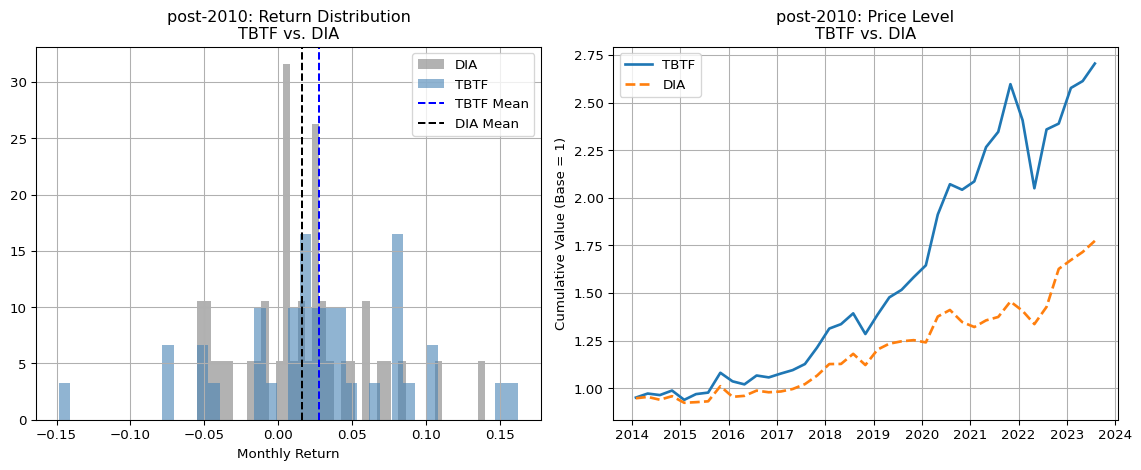 post-2010: Return Distribution
TBTF vs. DIA
DIA
TBTF
TBTF Mean
DIA Mean
30
25
20
15
10
5
0
−0.15
−0.10
−0.05
0.00
0.05
0.10
0.15
Monthly Return
post-2010: Price Level
TBTF vs. DIA
TBTF
DIA
Cumulative Value (Base = 1)
2.75
2.50
2.25
2.00
1.75
1.50
1.25
1.00
2014
2015
2016
2017
2018
2019
2020
2021
2022
2023
2024